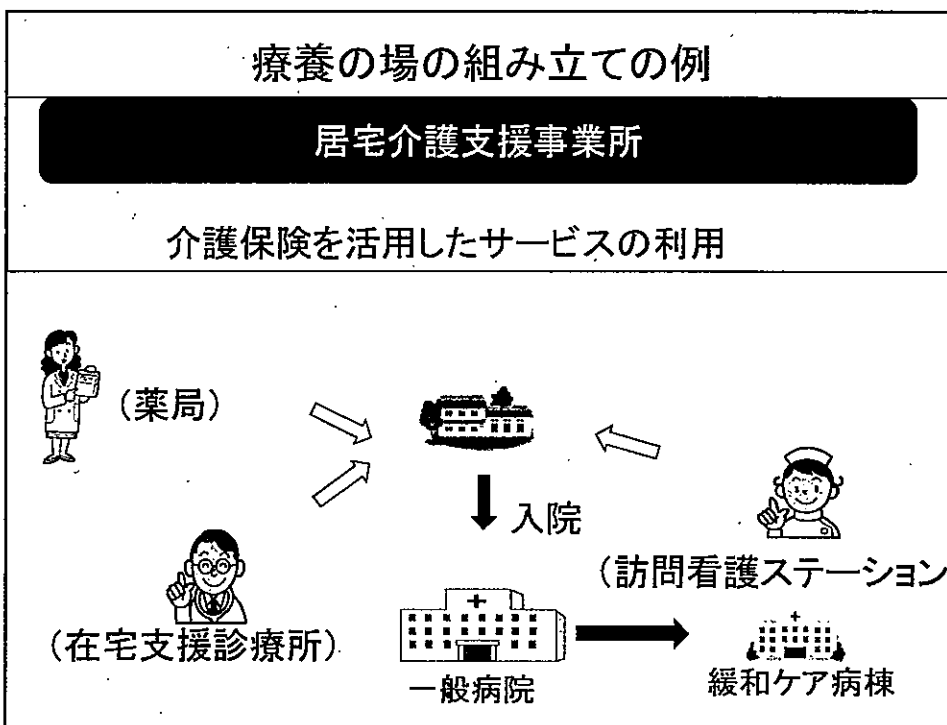 療養の場の組み立ての例
居宅介護支援事業所
介護保険を活用したサービスの利用
（薬局）
入院
（訪問看護ステーション
（在宅支援診療所）
一般病院
緩和ケア病棟